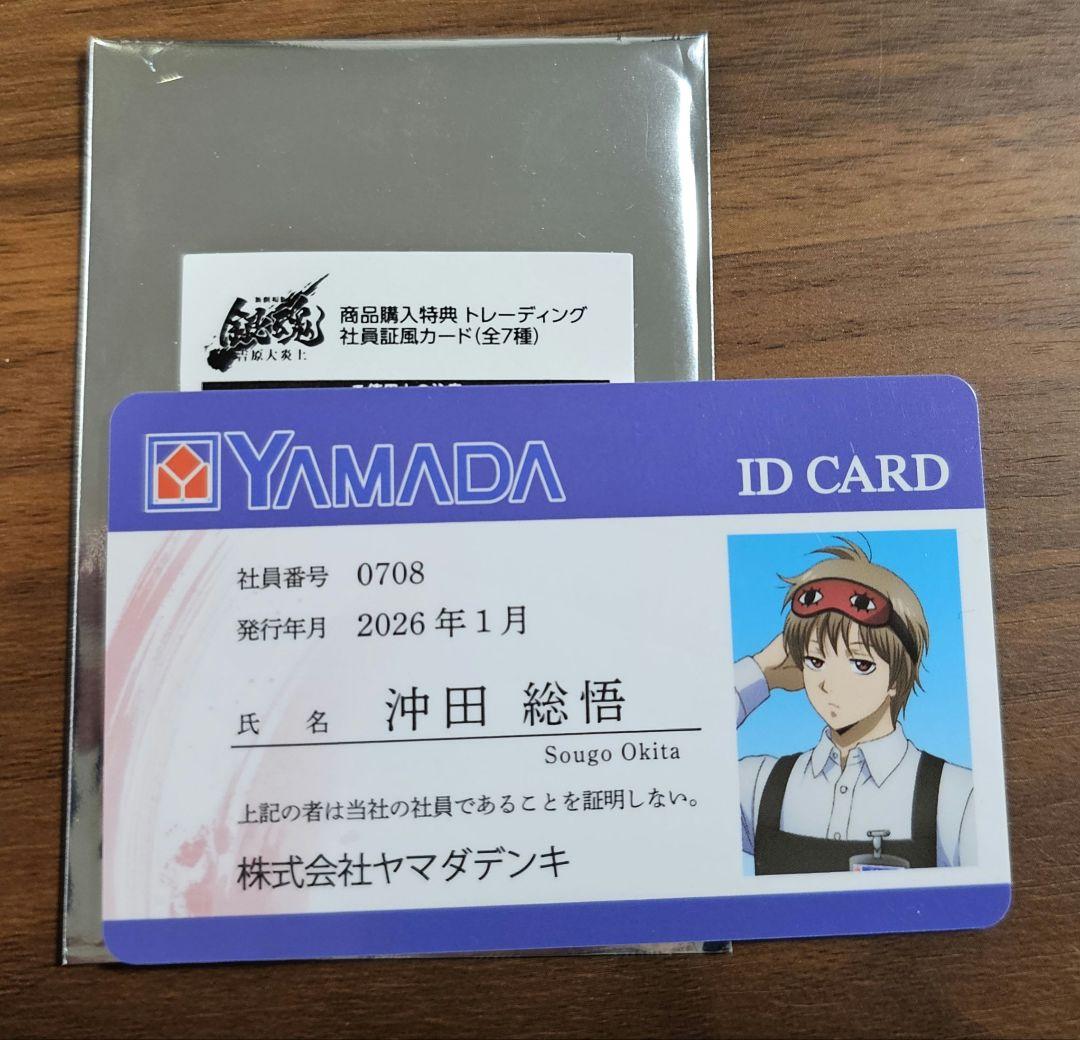 新劇場版
銀魂
吉原大炎上
商品購入特典 トレーディング
社員証風カード(全7種)
YAMADA
ID CARD
社員番号 0708
発行年月 2026年1月
氏 名 沖田 総悟
Sougo Okita
上記の者は当社の社員であることを証明しない。
株式会社ヤマダデンキ